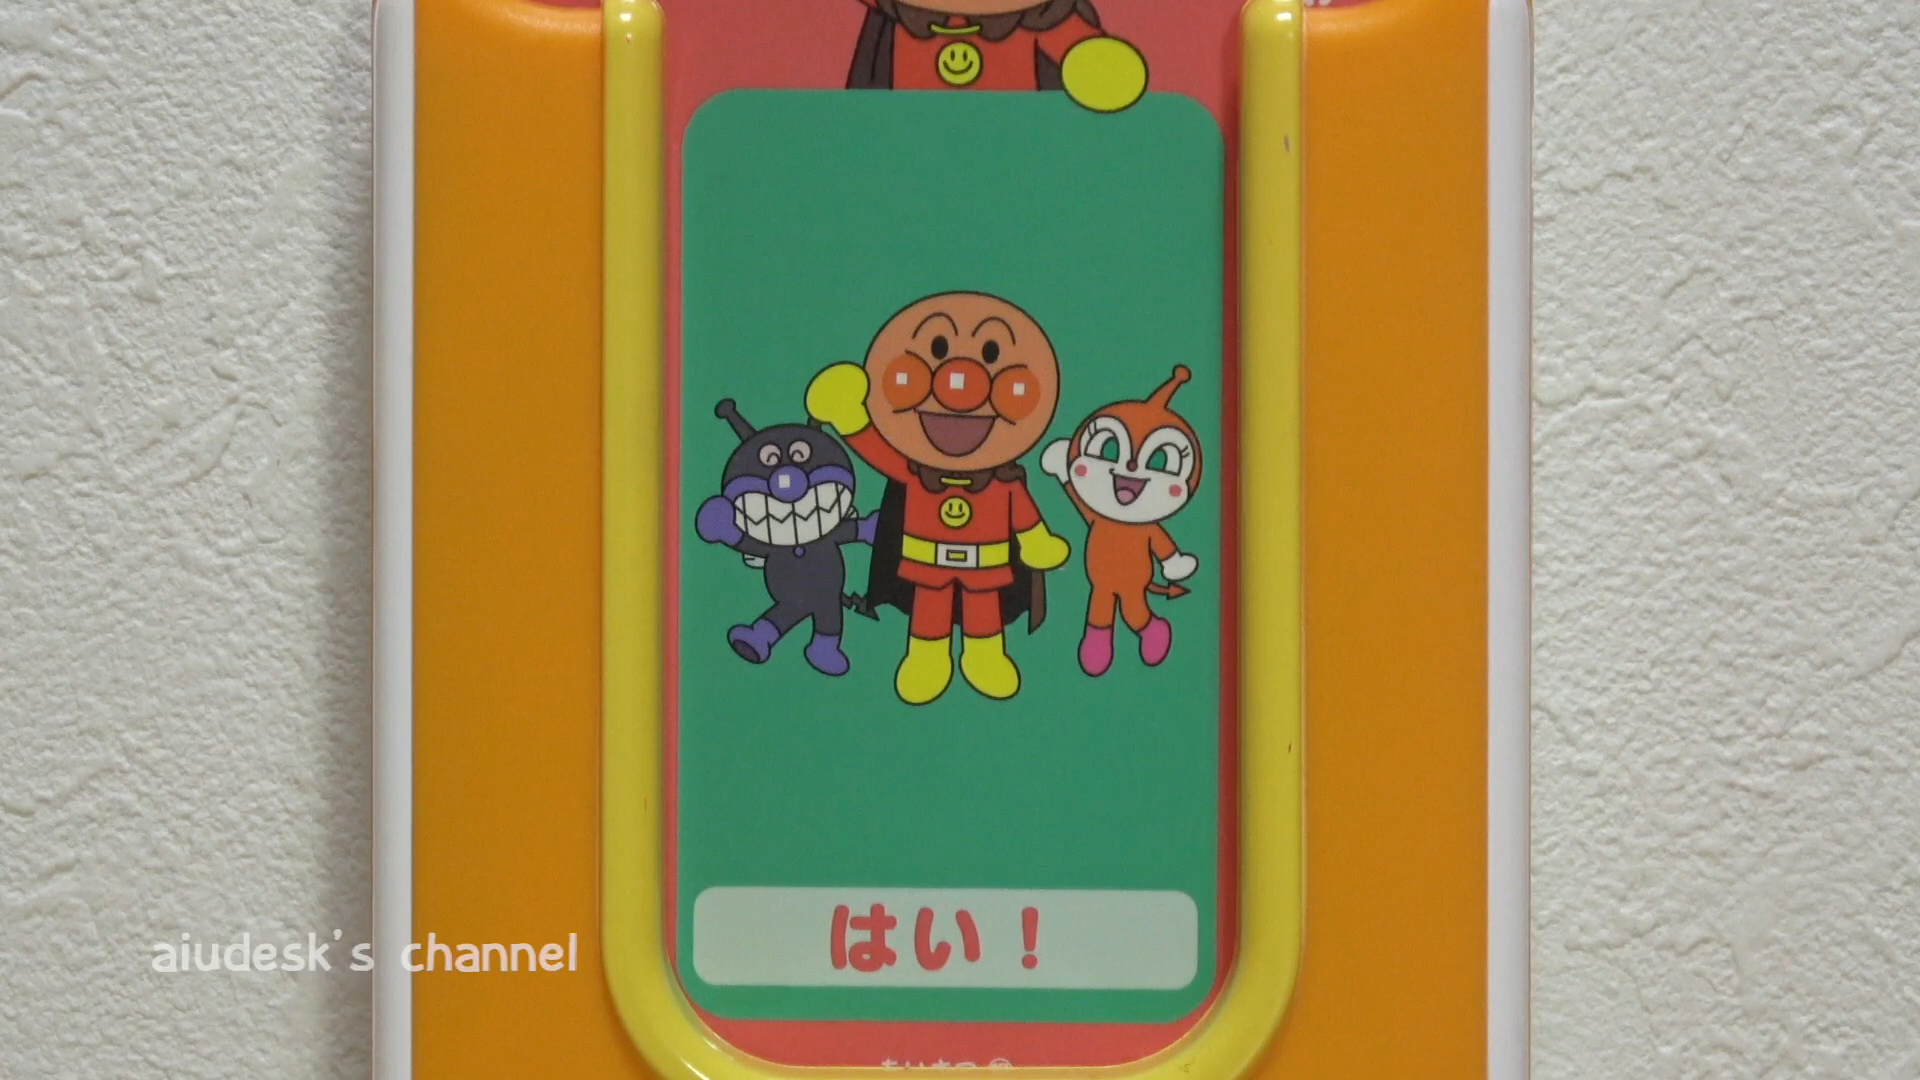 はい！
aiudesk's channel